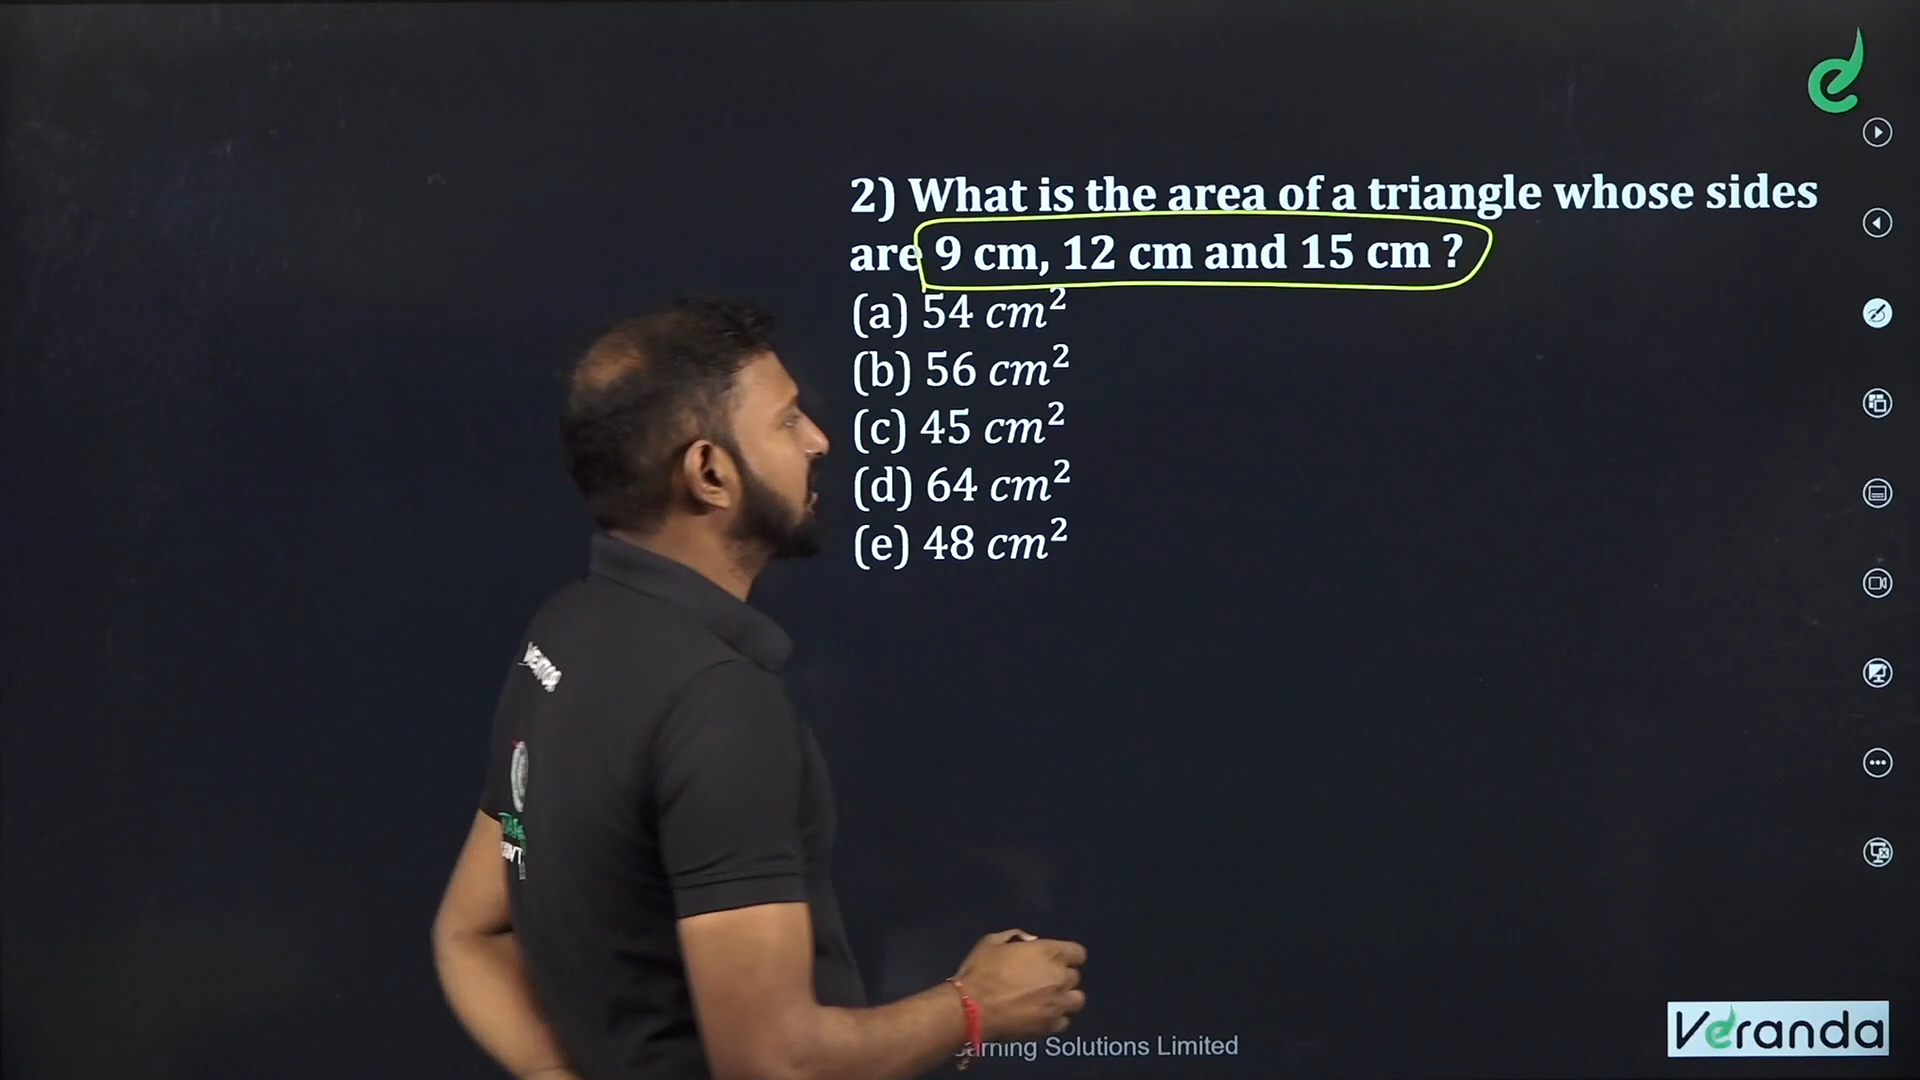 2) What is the area of a triangle whose sides
are 9 cm, 12 cm and 15 cm ?
(a) 54 cm²
(b) 56 cm²
(c) 45 cm²
(d) 64 cm²
(e) 48 cm²
Solutions Limited
Veranda